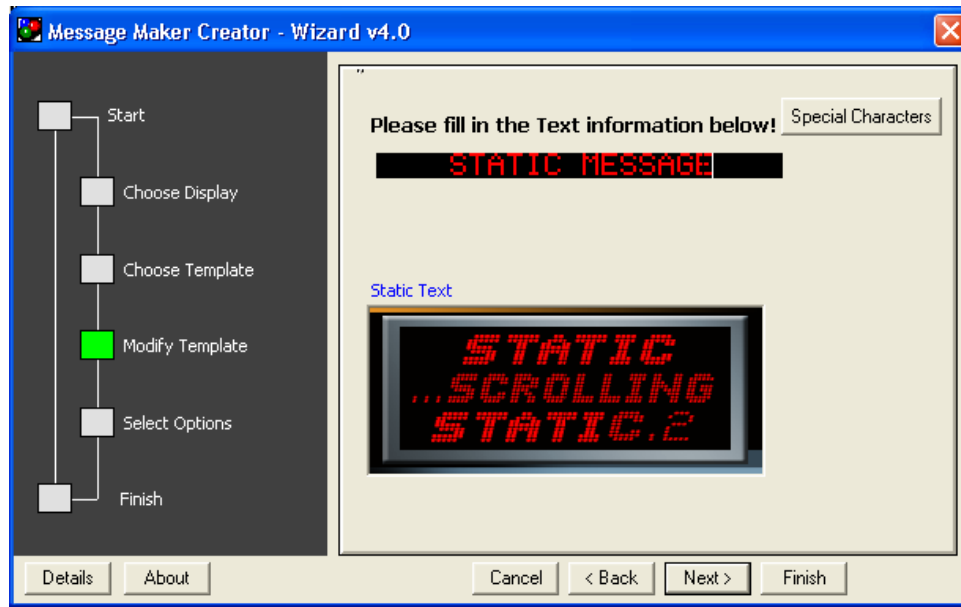 Message Maker Creator - Wizard v4.0
Start
Choose Display
Choose Template
Modify Template
Select Options
Finish
,,
Please fill in the Text information below!
Special Characters
STATIC MESSAGE
Static Text
STATIC
...SCROLLING
STATIC.2
Details
About
Cancel
< Back
Next >
Finish